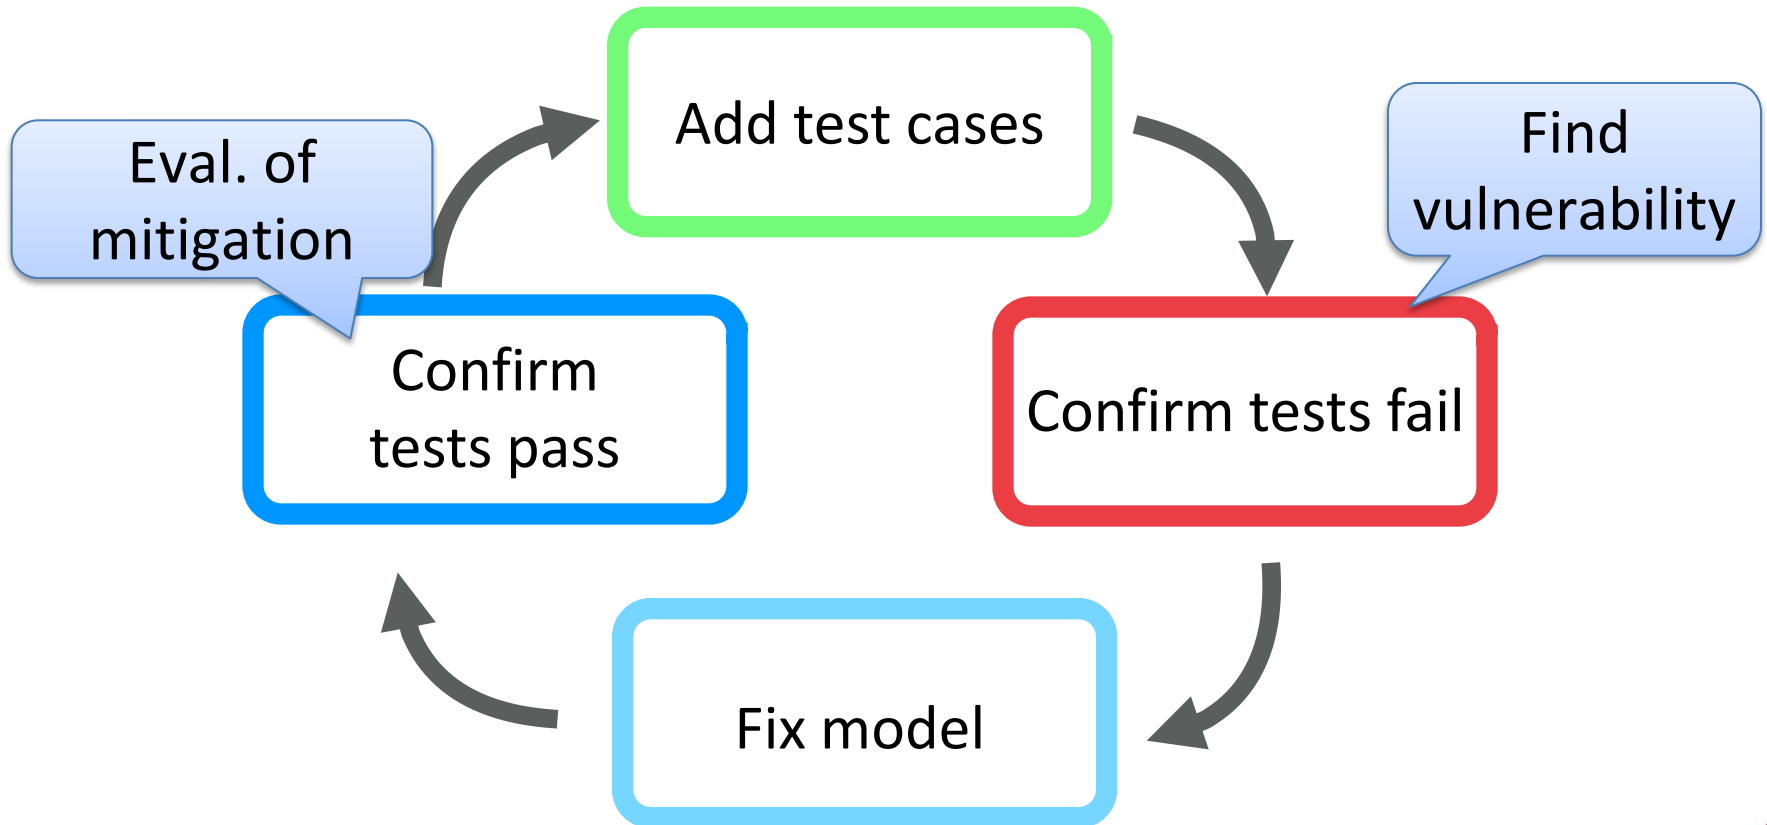 Add test cases
Eval. of
mitigation
Find
vulnerability
Confirm
tests pass
Confirm tests fail
Fix model